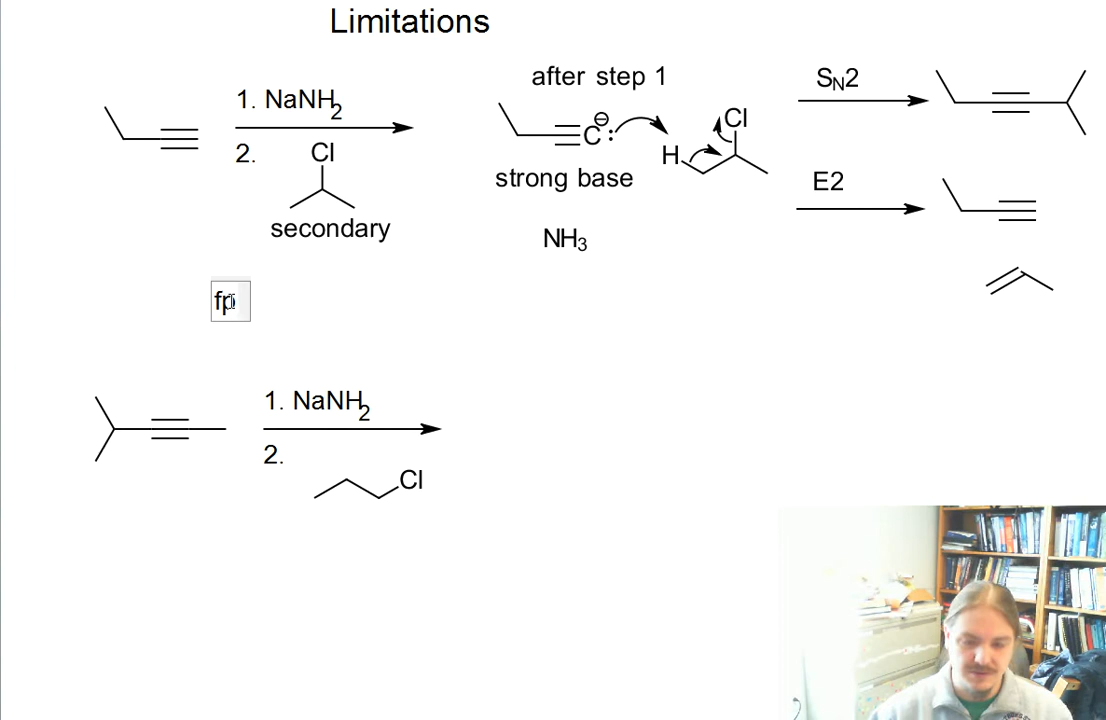 Limitations
1. NaNH2
2.
Cl
secondary
after step 1
C
⊖
:
strong base
NH3
H
Cl
SN2
E2
fp
1. NaNH2
2.
Cl